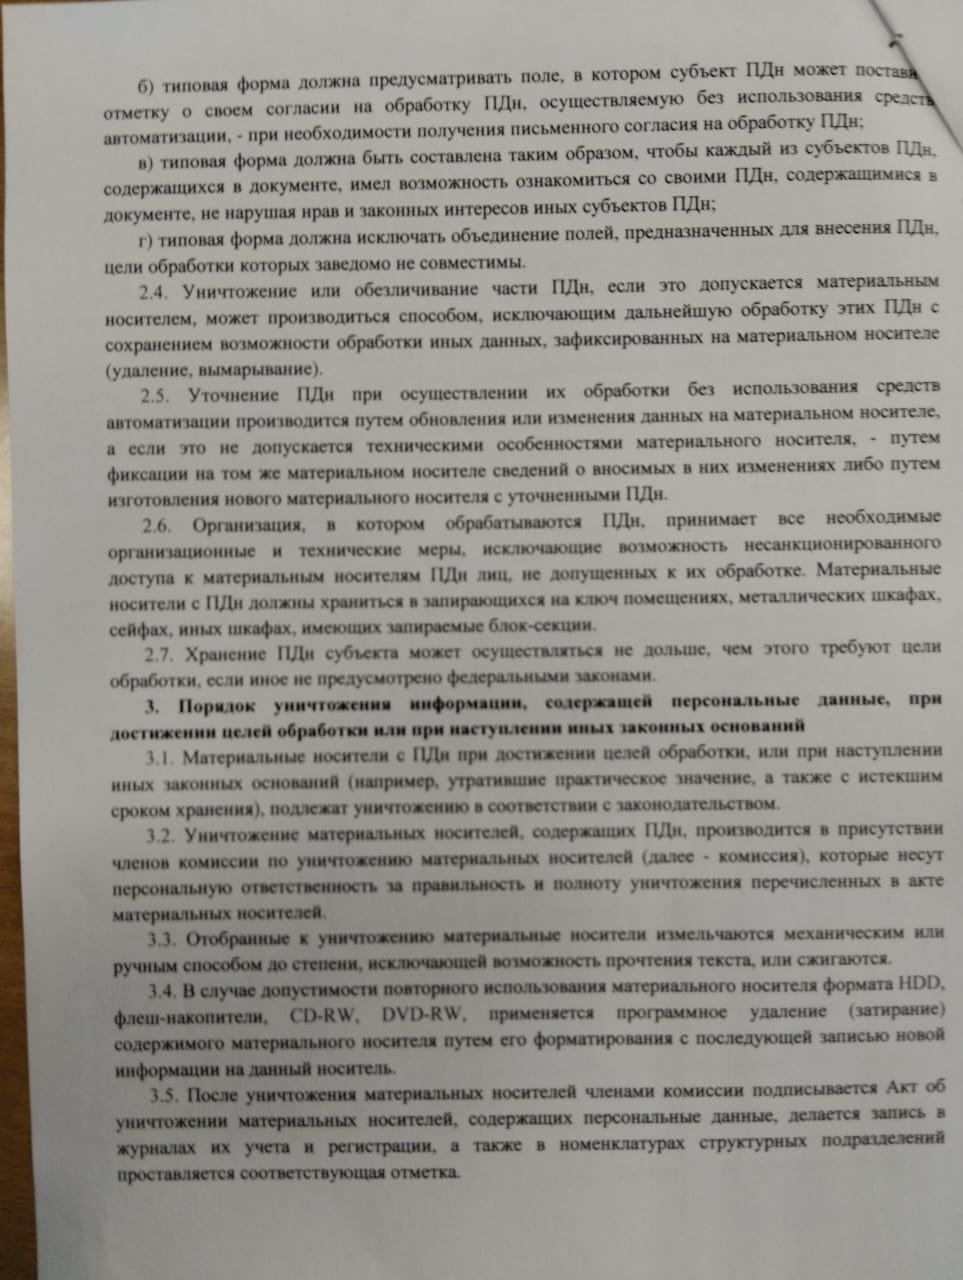 б) типовая форма должна предусматривать поле, в котором субъект ПДн может постави
отметку о своем согласии на обработку ПДн, осуществляемую без использования средств
автоматизации, - при необходимости получения письменного согласия на обработку ПДн;
в) типовая форма должна быть составлена таким образом, чтобы каждый из субъектов ПДн,
содержащихся в документе, имел возможность ознакомиться со своими ПДн, содержащимися в
документе, не нарушая нрав и законных интересов иных субъектов ПДн;
г) типовая форма должна исключать объединение полей, предназначенных для внесения ПДн,
цели обработки которых заведомо не совместимы.
2.4. Уничтожение или обезличивание части ПДн, если это допускается материальным
носителем, может производиться способом, исключающим дальнейшую обработку этих ПДн с
сохранением возможности обработки иных данных, зафиксированных на материальном носителе
(удаление, вымарывание).
2.5. Уточнение ПДн при осуществлении их обработки без использования средств
автоматизации производится путем обновления или изменения данных на материальном носителе,
а если это не допускается техническими особенностями материального носителя, - путем
фиксации на том же материальном носителе сведений о вносимых в них изменениях либо путем
изготовления нового материального носителя с уточненными ПДн.
2.6. Организация, в котором обрабатываются ПДн, принимает все необходимые
организационные и технические меры, исключающие возможность несанкционированного
доступа к материальным носителям ПДн лиц, не допущенных к их обработке. Материальные
носители с ПДн должны храниться в запирающихся на ключ помещениях, металлических шкафах,
сейфах, иных шкафах, имеющих запираемые блок-секции.
2.7. Хранение ПДн субъекта может осуществляться не дольше, чем этого требуют цели
обработки, если иное не предусмотрено федеральными законами.
3. Порядок уничтожения информации, содержащей персональные данные, при
достижении целей обработки или при наступлении иных законных оснований
3.1. Материальные носители с ПДн при достижении целей обработки, или при наступлении
иных законных оснований (например, утратившие практическое значение, а также с истекшим
сроком хранения), подлежат уничтожению в соответствии с законодательством.
3.2. Уничтожение материальных носителей, содержащих ПДн, производится в присутствии
членов комиссии по уничтожению материальных носителей (далее - комиссия), которые несут
персональную ответственность за правильность и полноту уничтожения перечисленных в акте
материальных носителей.
3.3. Отобранные к уничтожению материальные носители измельчаются механическим или
ручным способом до степени, исключающей возможность прочтения текста, или сжигаются.
3.4. В случае допустимости повторного использования материального носителя формата HDD,
флеш-накопители, CD-RW, DVD-RW, применяется программное удаление (затирание)
содержимого материального носителя путем его форматирования с последующей записью новой
информации на данный носитель.
3.5. После уничтожения материальных носителей членами комиссии подписывается Акт об
уничтожении материальных носителей, содержащих персональные данные, делается запись в
журналах их учета и регистрации, а также в номенклатурах структурных подразделений
проставляется соответствующая отметка.